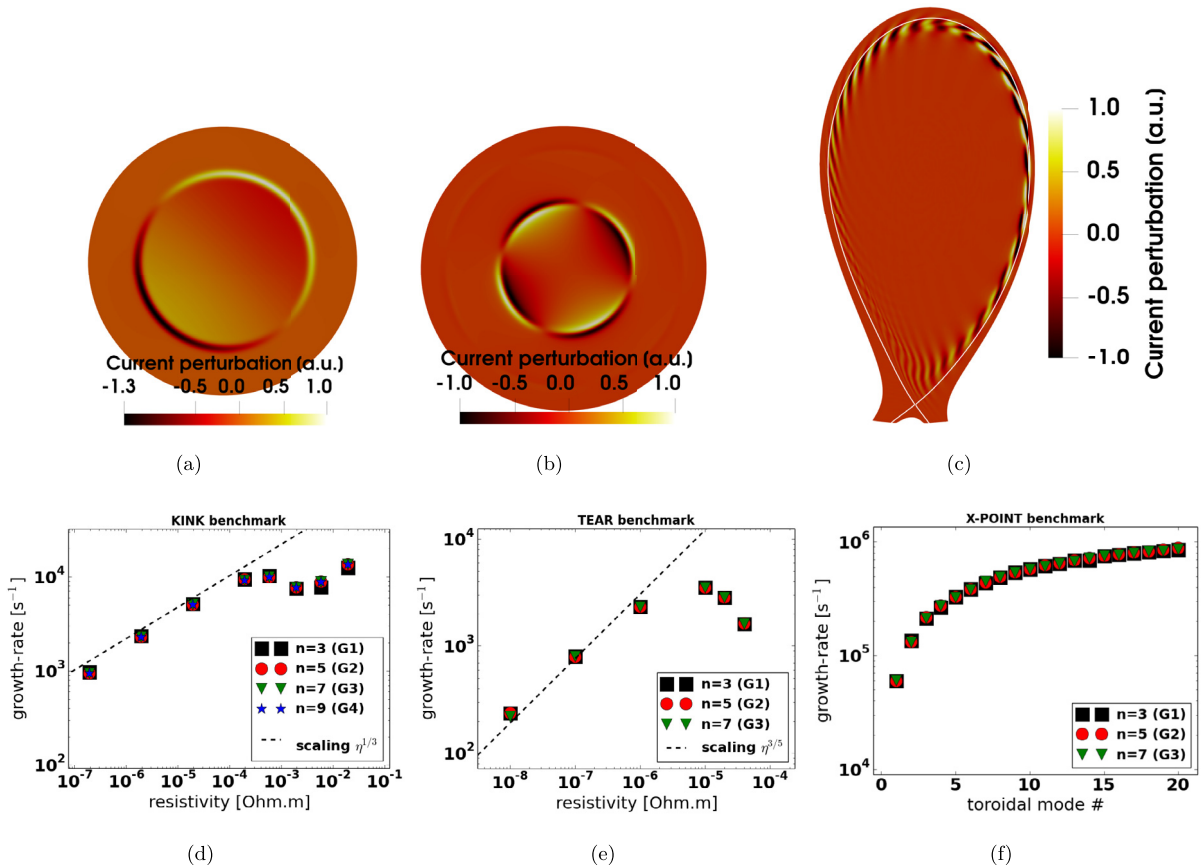 Current perturbation (a.u.)
-1.3 -0.5 0.0 0.5 1.0
(a)
Current perturbation (a.u.)
-1.0 -0.5 0.0 0.5 1.0
(b)
1.0
0.5
0.0
-0.5
-1.0
Current perturbation (a.u.)
(c)
KINK benchmark
growth-rate [s⁻¹]
10⁴
10³
10²
n=3 (G1)
n=5 (G2)
n=7 (G3)
n=9 (G4)
scaling η^{1/3}
10⁻⁷ 10⁻⁶ 10⁻⁵ 10⁻⁴ 10⁻³ 10⁻² 10⁻¹
resistivity [Ohm.m]
(d)
TEAR benchmark
growth-rate [s⁻¹]
10⁴
10³
10²
n=3 (G1)
n=5 (G2)
n=7 (G3)
scaling η^{3/5}
10⁻⁸ 10⁻⁷ 10⁻⁶ 10⁻⁵ 10⁻⁴
resistivity [Ohm.m]
(e)
X-POINT benchmark
growth-rate [s⁻¹]
10⁶
10⁵
10⁴
n=3 (G1)
n=5 (G2)
n=7 (G3)
0 5 10 15 20
toroidal mode #
(f)